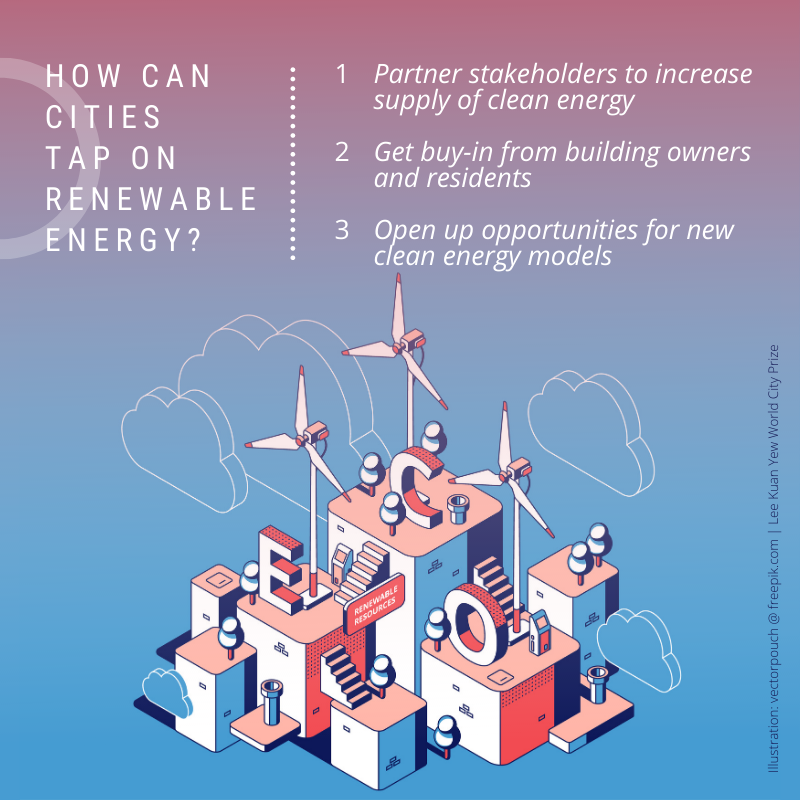 HOW CAN
CITIES
TAP ON
RENEWABLE
ENERGY?
1 Partner stakeholders to increase
supply of clean energy
2 Get buy-in from building owners
and residents
3 Open up opportunities for new
clean energy models
C
E
O
RENEWABLE
RESOURCES
Illustration: vectorpouch @ freepik.com | Lee Kuan Yew World City Prize